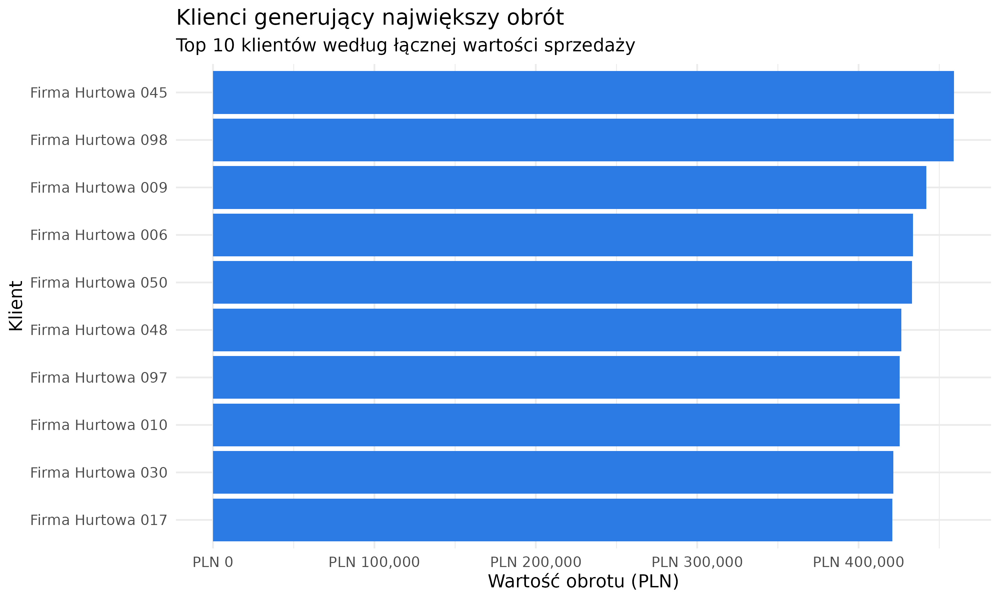 Klienci generujący największy obrót
Top 10 klientów według łącznej wartości sprzedaży
Klient
Firma Hurtowa 045
Firma Hurtowa 098
Firma Hurtowa 009
Firma Hurtowa 006
Firma Hurtowa 050
Firma Hurtowa 048
Firma Hurtowa 097
Firma Hurtowa 010
Firma Hurtowa 030
Firma Hurtowa 017
PLN 0
PLN 100,000
PLN 200,000
PLN 300,000
PLN 400,000
Wartość obrotu (PLN)